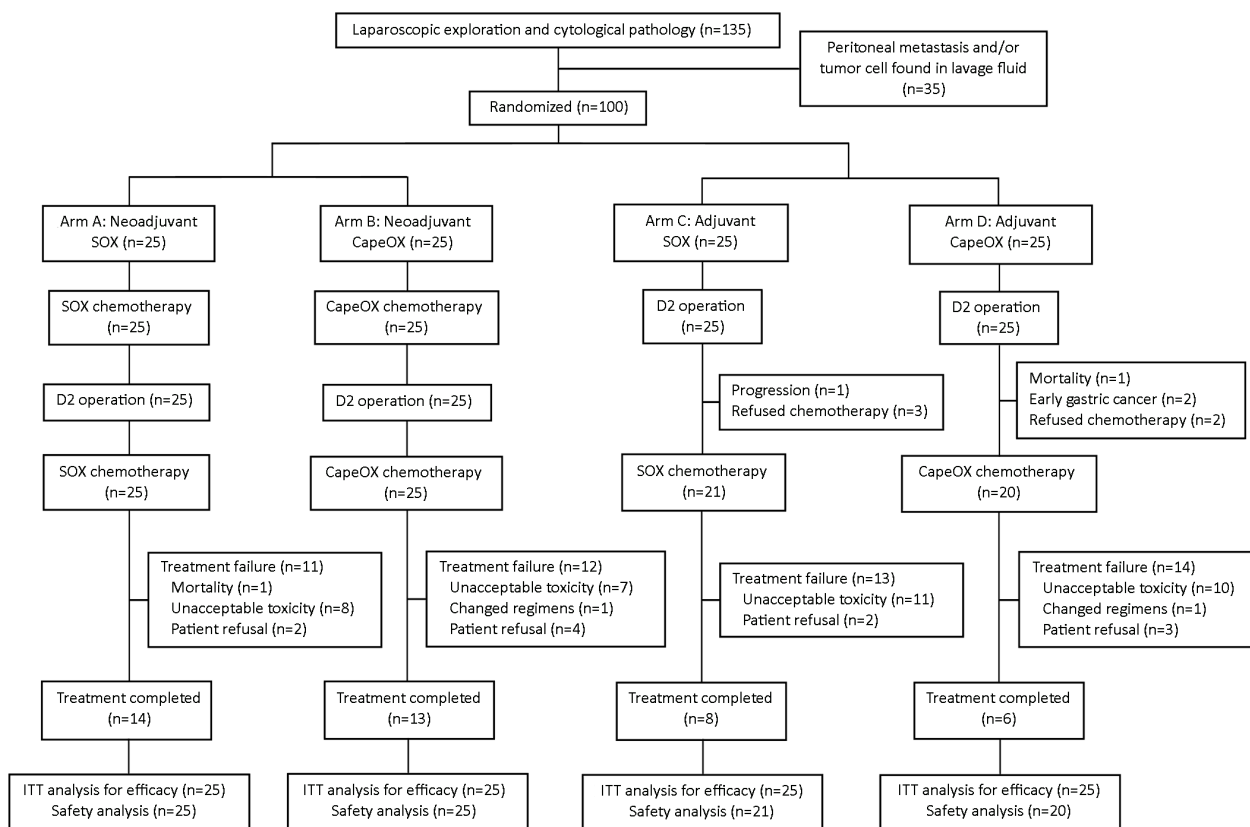 Laparoscopic exploration and cytological pathology (n=135)
Peritoneal metastasis and/or
tumor cell found in lavage fluid
(n=35)
Randomized (n=100)
Arm A: Neoadjuvant
SOX (n=25)
Arm B: Neoadjuvant
CapeOX (n=25)
Arm C: Adjuvant
SOX (n=25)
Arm D: Adjuvant
CapeOX (n=25)
SOX chemotherapy
(n=25)
CapeOX chemotherapy
(n=25)
D2 operation
(n=25)
D2 operation
(n=25)
D2 operation (n=25)
D2 operation (n=25)
Progression (n=1)
Refused chemotherapy (n=3)
Mortality (n=1)
Early gastric cancer (n=2)
Refused chemotherapy (n=2)
SOX chemotherapy
(n=25)
CapeOX chemotherapy
(n=25)
SOX chemotherapy
(n=21)
CapeOX chemotherapy
(n=20)
Treatment failure (n=11)
Mortality (n=1)
Unacceptable toxicity (n=8)
Patient refusal (n=2)
Treatment failure (n=12)
Unacceptable toxicity (n=7)
Changed regimens (n=1)
Patient refusal (n=4)
Treatment failure (n=13)
Unacceptable toxicity (n=11)
Patient refusal (n=2)
Treatment failure (n=14)
Unacceptable toxicity (n=10)
Changed regimens (n=1)
Patient refusal (n=3)
Treatment completed
(n=14)
Treatment completed
(n=13)
Treatment completed
(n=8)
Treatment completed
(n=6)
ITT analysis for efficacy (n=25)
Safety analysis (n=25)
ITT analysis for efficacy (n=25)
Safety analysis (n=25)
ITT analysis for efficacy (n=25)
Safety analysis (n=21)
ITT analysis for efficacy (n=25)
Safety analysis (n=20)